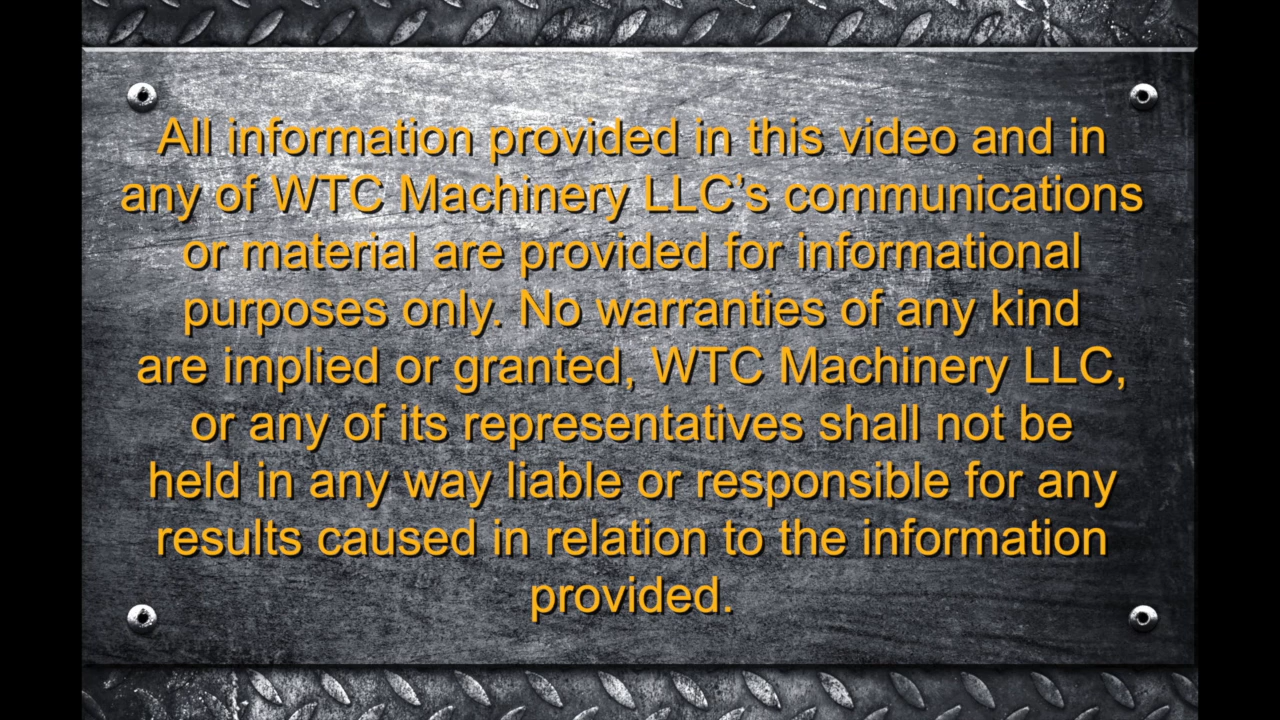 All information provided in this video and in
any of WTC Machinery LLC’s communications
or material are provided for informational
purposes only. No warranties of any kind
are implied or granted, WTC Machinery LLC,
or any of its representatives shall not be
held in any way liable or responsible for any
results caused in relation to the information
provided.